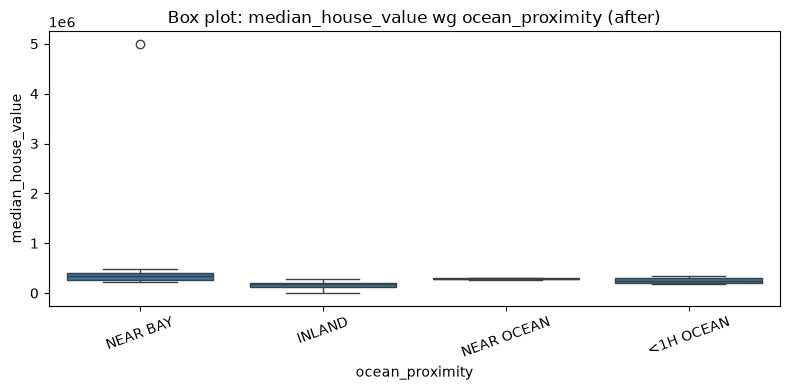 Box plot: median_house_value wg ocean_proximity (after)
1e6
5
4
3
2
1
0
median_house_value
NEAR BAY
INLAND
NEAR OCEAN
<1H OCEAN
ocean_proximity